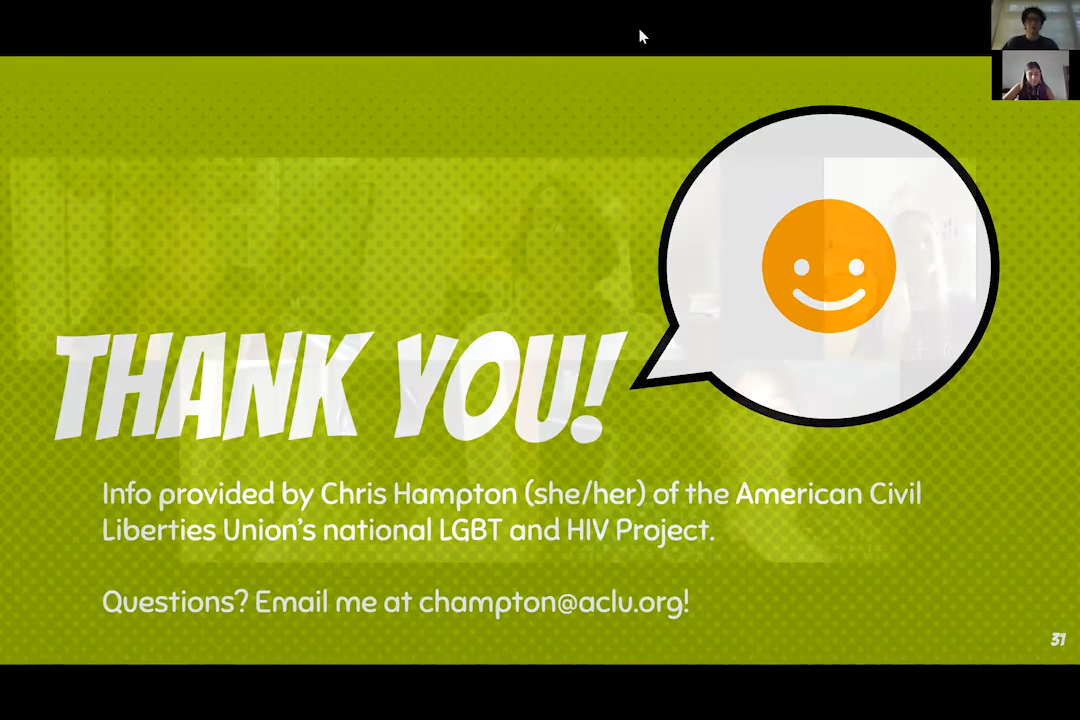 THANK YOU!
Info provided by Chris Hampton (she/her) of the American Civil
Liberties Union's national LGBT and HIV Project.
Questions? Email me at champton@aclu.org!
31